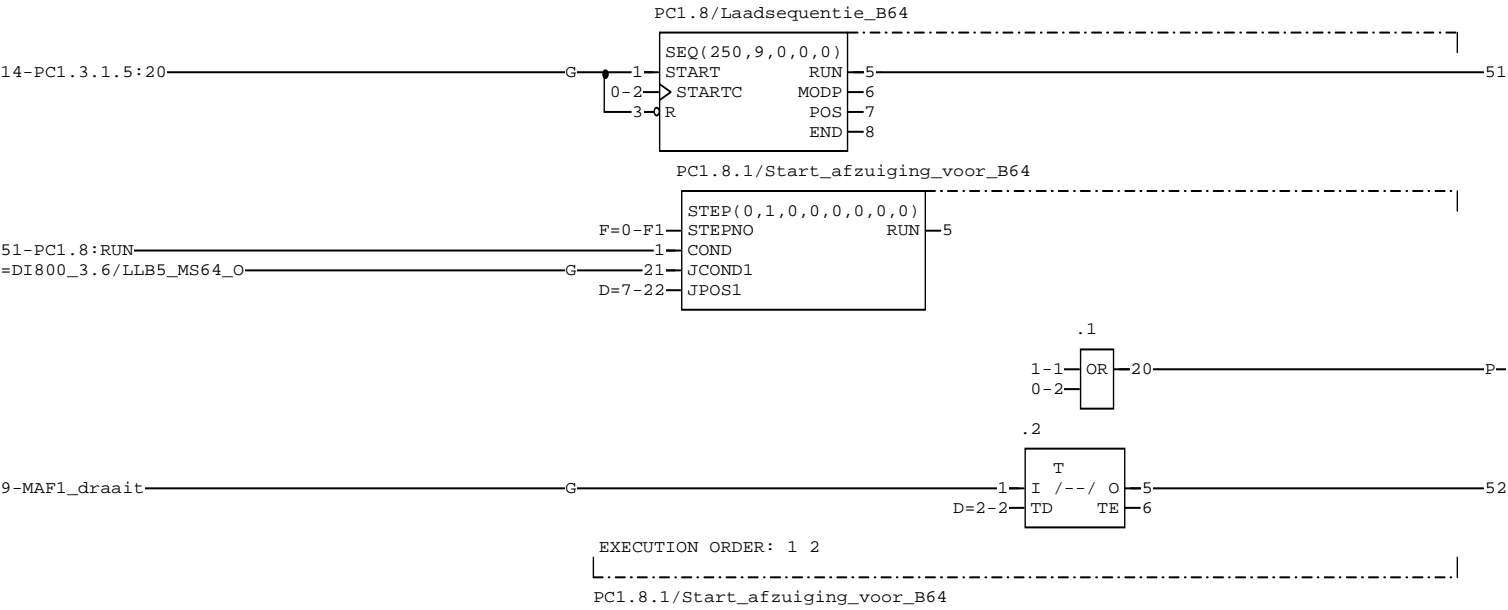 PC1.8/Laadsequentie_B64
SEQ(250,9,0,0,0)
14-PC1.3.1.5:20 G 1 START RUN 5 51
0-2 STARTC MODP 6
3 R POS 7
END 8
PC1.8.1/Start_afzuiging_voor_B64
STEP(0,1,0,0,0,0,0,0)
F=0-F1 STEPNO RUN 5
51-PC1.8:RUN 1 COND
=DI800_3.6/LLB5_MS64_O G 21 JCOND1
D=7-22 JPOS1
.1
1-1 OR 20 P
0-2
.2
T
9-MAF1_draait G 1 I /--/ O 5 52
D=2-2 TD TE 6
EXECUTION ORDER: 1 2
PC1.8.1/Start_afzuiging_voor_B64